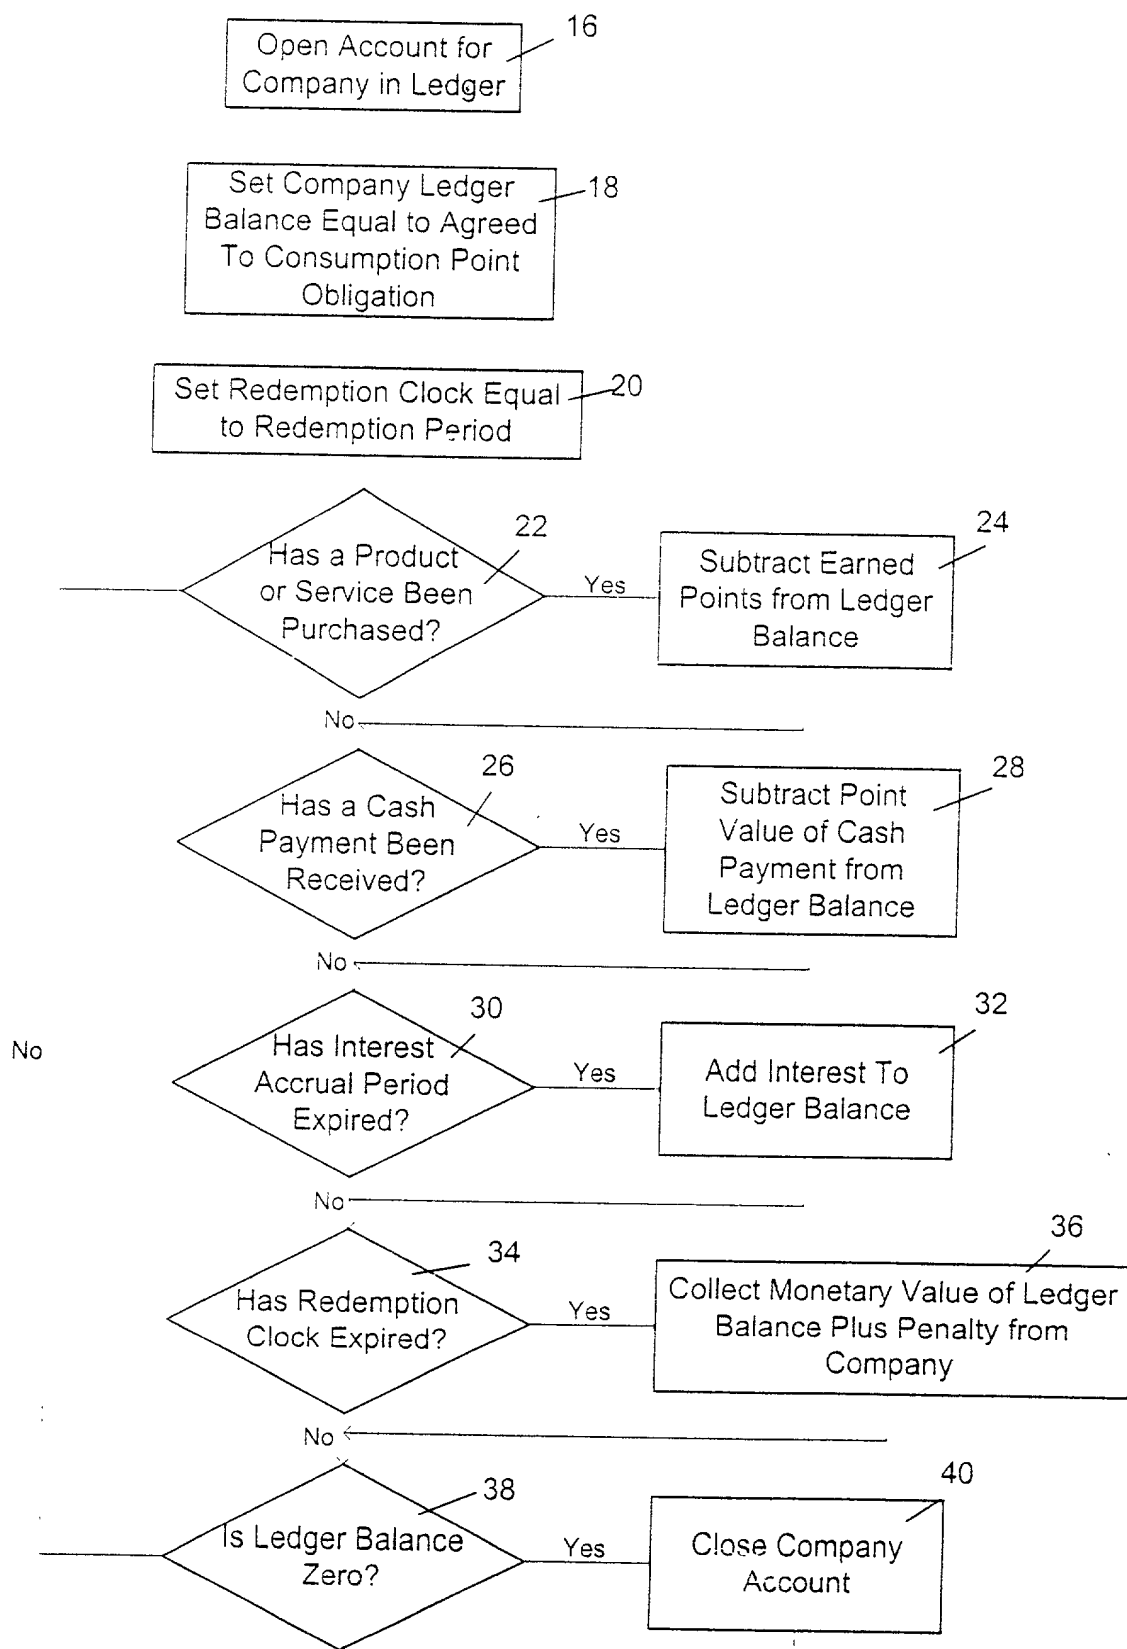 16
Open Account for
Company in Ledger
18
Set Company Ledger
Balance Equal to Agreed
To Consumption Point
Obligation
20
Set Redemption Clock Equal
to Redemption Period
22
Has a Product
or Service Been
Purchased?
Yes
24
Subtract Earned
Points from Ledger
Balance
No
26
Has a Cash
Payment Been
Received?
Yes
28
Subtract Point
Value of Cash
Payment from
Ledger Balance
No
30
Has Interest
Accrual Period
Expired?
Yes
32
Add Interest To
Ledger Balance
No
No
34
Has Redemption
Clock Expired?
Yes
36
Collect Monetary Value of Ledger
Balance Plus Penalty from
Company
No
38
Is Ledger Balance
Zero?
Yes
40
Close Company
Account